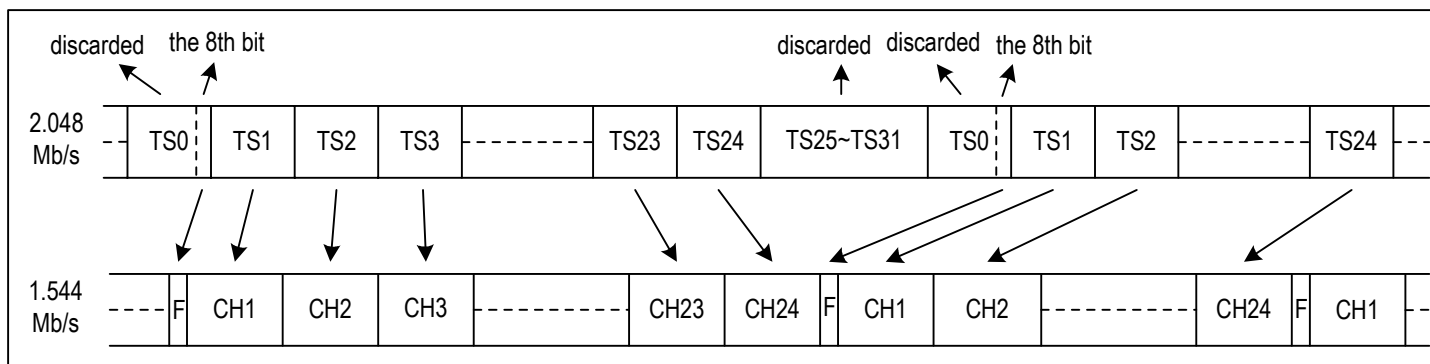 discarded the 8th bit discarded discarded the 8th bit
2.048
Mb/s
TS0 TS1 TS2 TS3 TS23 TS24 TS25~TS31 TS0 TS1 TS2 TS24
1.544
Mb/s
F CH1 CH2 CH3 CH23 CH24 F CH1 CH2 CH24 F CH1